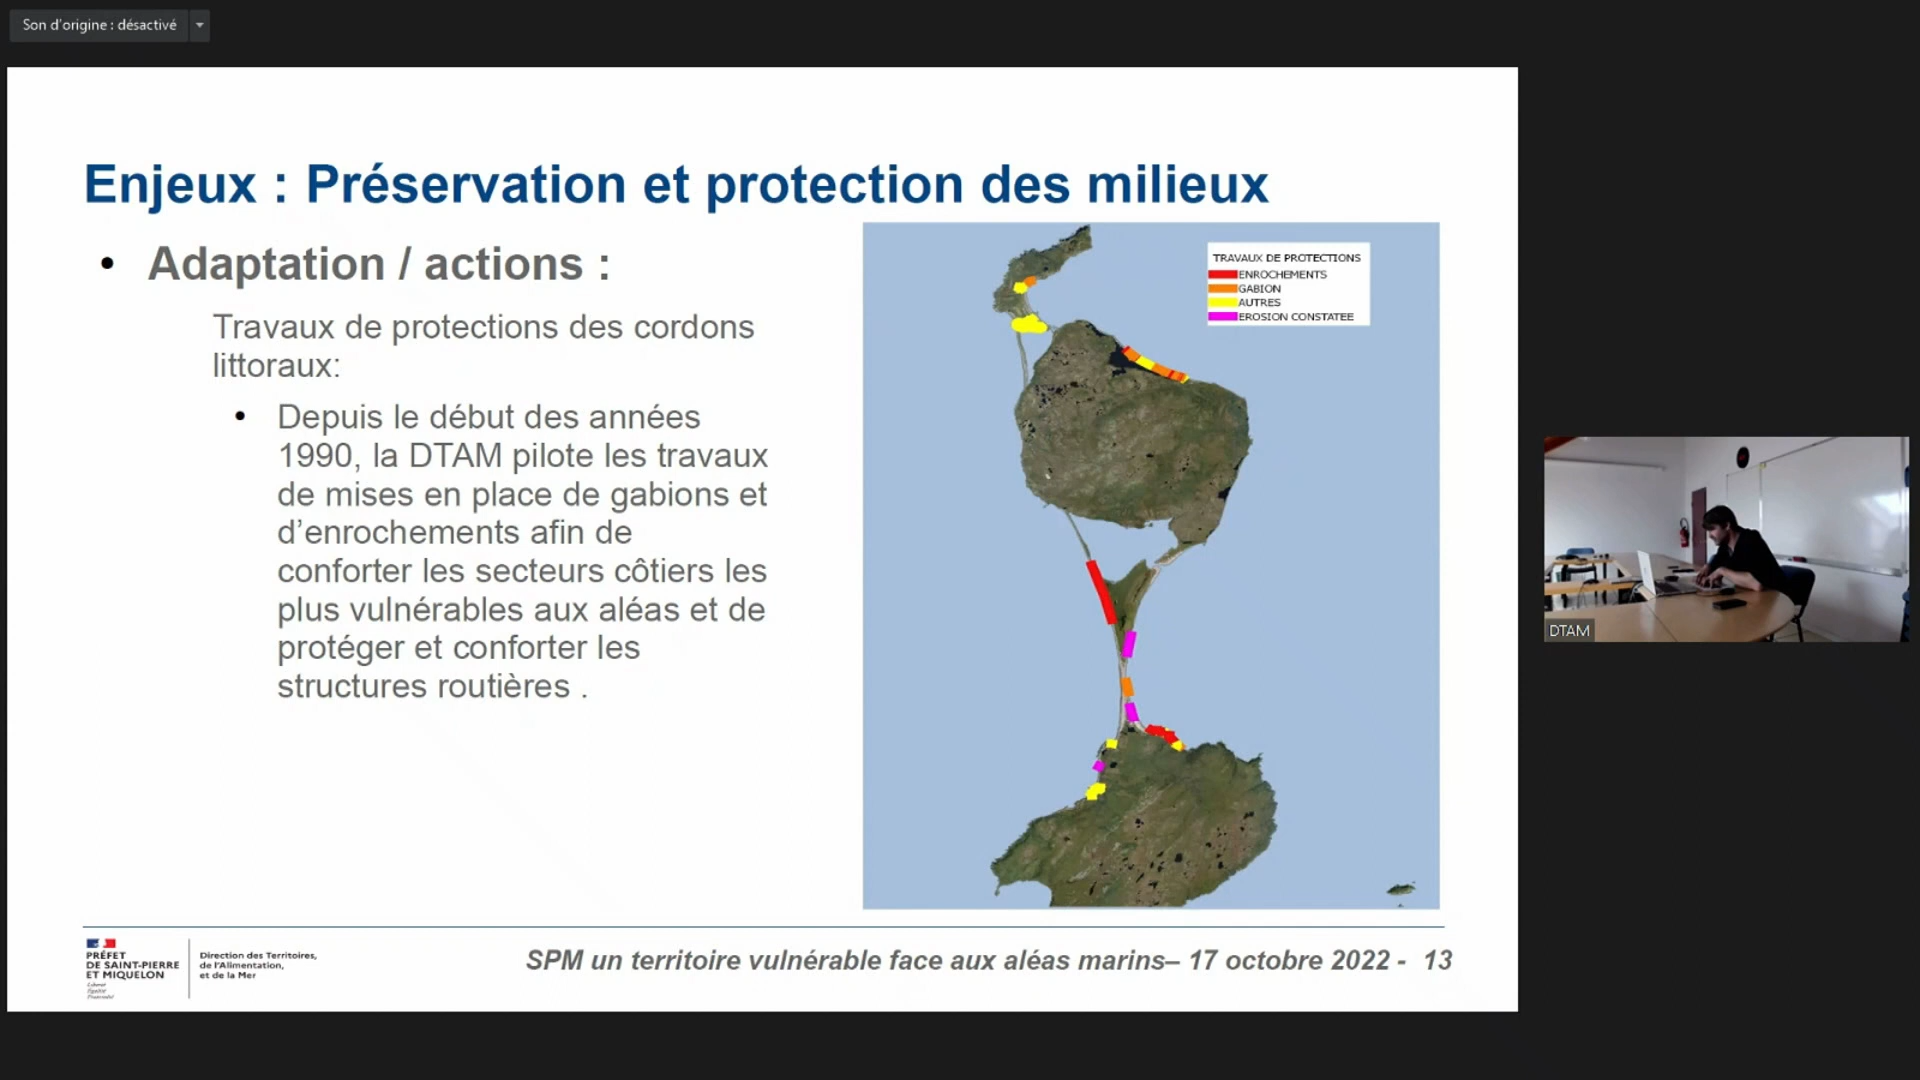 Son d'origine : désactivé
Enjeux : Préservation et protection des milieux
• Adaptation / actions :
Travaux de protections des cordons
littoraux:
• Depuis le début des années
1990, la DTAM pilote les travaux
de mises en place de gabions et
d’enrochements afin de
conforter les secteurs côtiers les
plus vulnérables aux aléas et de
protéger et conforter les
structures routières .
TRAVAUX DE PROTECTIONS
ENROCHEMENTS
GABION
AUTRES
EROSION CONSTATEE
DTAM
PRÉFET
DE SAINT-PIERRE
ET MIQUELON
Liberté
Égalité
Fraternité
Direction des Territoires,
de l'Alimentation,
et de la Mer
SPM un territoire vulnérable face aux aléas marins– 17 octobre 2022 - 13